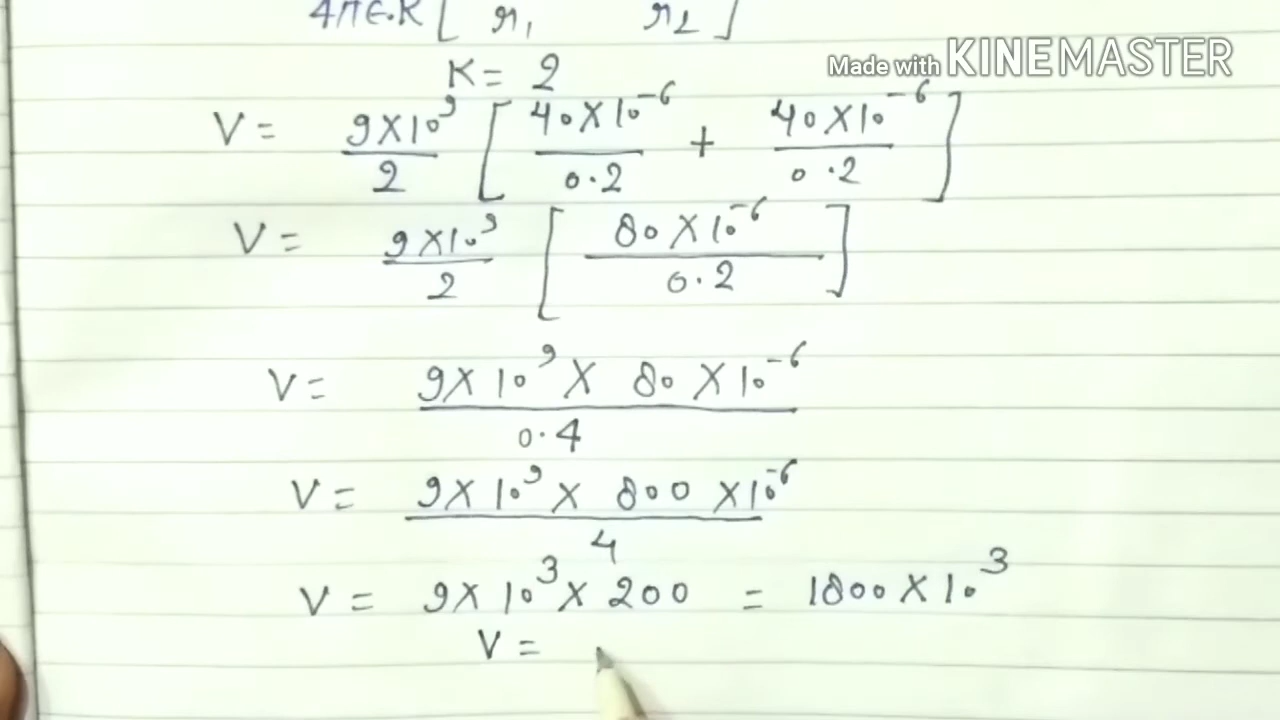 4π∈.K [ r₁ r₂ ]
Made with KINEMASTER
K = 2
V = 9×10⁹/2 [ 40×10⁻⁶/0.2 + 40×10⁻⁶/0.2 ]
V = 9×10⁹/2 [ 80×10⁻⁶/0.2 ]
V = 9×10⁹ × 80×10⁻⁶/0.4
V = 9×10⁹ × 800×10⁻⁶/4
V = 9×10³×200 = 1800×10³
V =